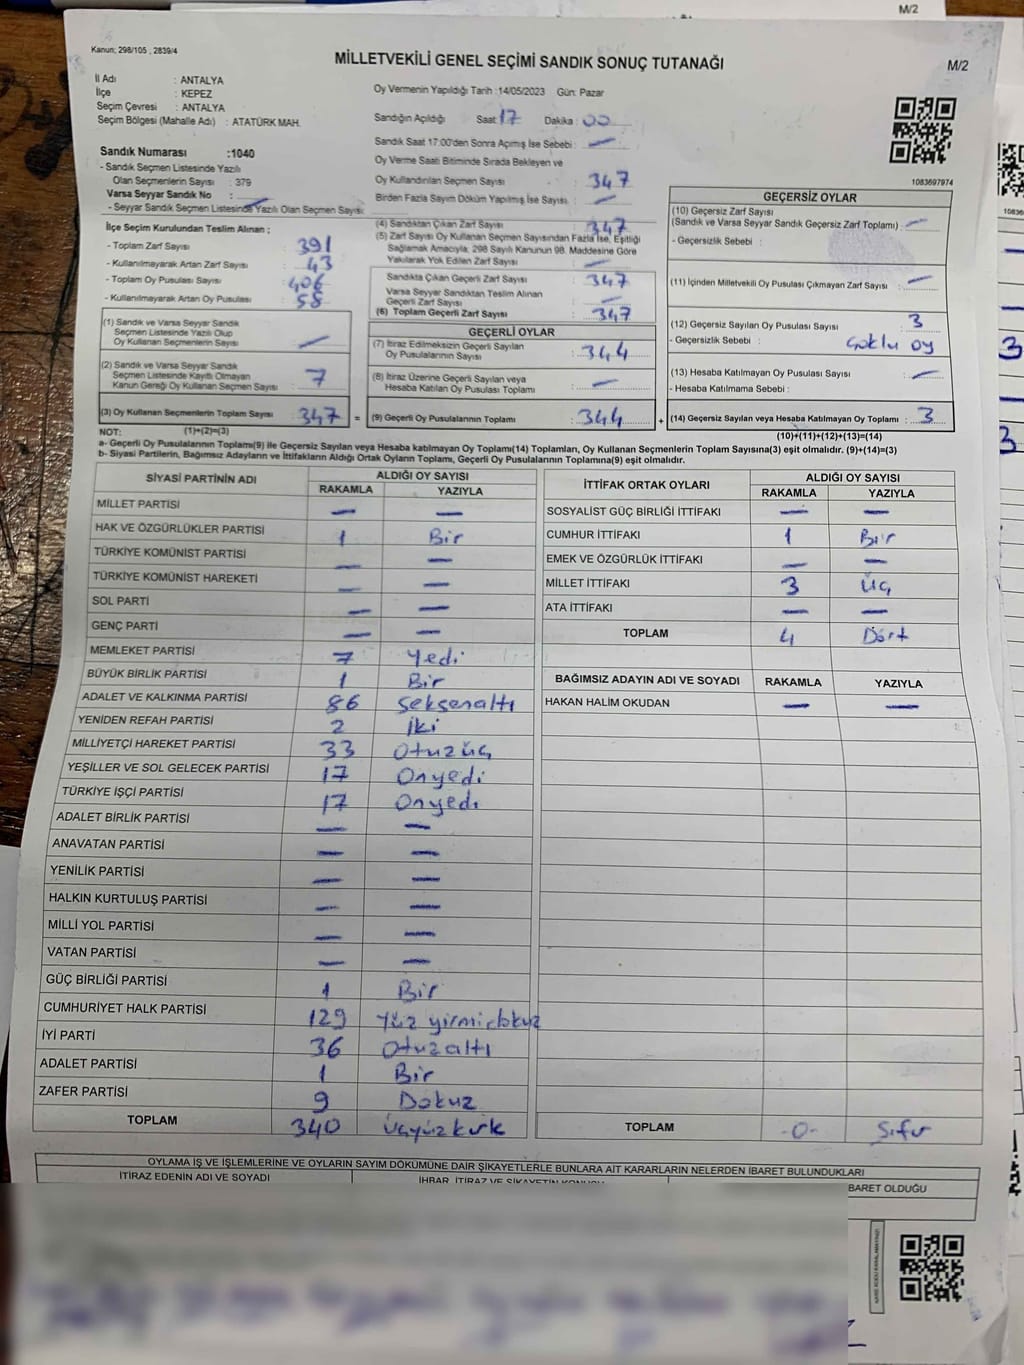 M/2
Kanun; 298/105 , 2839/4
MİLLETVEKİLİ GENEL SEÇİMİ SANDIK SONUÇ TUTANAĞI
M/2
İl Adı : ANTALYA
İlçe : KEPEZ
Seçim Çevresi : ANTALYA
Seçim Bölgesi (Mahalle Adı) : ATATÜRK MAH.
Sandık Numarası :1040
- Sandık Seçmen Listesinde Yazılı
Olan Seçmenlerin Sayısı : 379
Varsa Seyyar Sandık No :
- Seyyar Sandık Seçmen Listesinde Yazılı Olan Seçmen Sayısı:
İlçe Seçim Kurulundan Teslim Alınan ;
- Toplam Zarf Sayısı : 391
- Kullanılmayarak Artan Zarf Sayısı : 43
- Toplam Oy Pusulası Sayısı : 406
- Kullanılmayarak Artan Oy Pusulası : 58
(1) Sandık ve Varsa Seyyar Sandık
Seçmen Listesinde Yazılı Olup
Oy Kullanan Seçmenlerin Sayısı : —
(2) Sandık ve Varsa Seyyar Sandık
Seçmen Listesinde Kayıtlı Olmayan
Kanun Gereği Oy Kullanan Seçmen Sayısı : 7
(3) Oy Kullanan Seçmenlerin Toplam Sayısı : 347 =
Oy Vermenin Yapıldığı Tarih :14/05/2023 Gün: Pazar
Sandığın Açıldığı Saat 17 Dakika : 00
Sandık Saat 17:00'den Sonra Açımış İse Sebebi : —
Oy Verme Saati Bitiminde Sırada Bekleyen ve
Oy Kullandırılan Seçmen Sayısı : 347
Birden Fazla Sayım Döküm Yapılmış İse Sayısı : —
(4) Sandıktan Çıkan Zarf Sayısı : 347
(5) Zarf Sayısı Oy Kullanan Seçmen Sayısından Fazla İse, Eşitliği
Sağlamak Amacıyla, 298 Sayılı Kanunun 98. Maddesine Göre
Yakılarak Yok Edilen Zarf Sayısı : —
Sandıkta Çıkan Geçerli Zarf Sayısı : 347
Varsa Seyyar Sandıktan Teslim Alınan
Geçerli Zarf Sayısı : —
(6) Toplam Geçerli Zarf Sayısı : 347
GEÇERLİ OYLAR
(7) İtiraz Edilmeksizin Geçerli Sayılan
Oy Pusulalarının Sayısı : 344
(8) İtiraz Üzerine Geçerli Sayılan veya
Hesaba Katılan Oy Pusulası Toplamı : —
(9) Geçerli Oy Pusulalarının Toplamı : 344 +
1083697974
GEÇERSİZ OYLAR
(10) Geçersiz Zarf Sayısı
(Sandık ve Varsa Seyyar Sandık Geçersiz Zarf Toplamı) : —
- Geçersizlik Sebebi :
(11) İçinden Milletvekili Oy Pusulası Çıkmayan Zarf Sayısı : —
(12) Geçersiz Sayılan Oy Pusulası Sayısı : 3
- Geçersizlik Sebebi : çoklu oy
(13) Hesaba Katılmayan Oy Pusulası Sayısı : —
- Hesaba Katılmama Sebebi :
(14) Geçersiz Sayılan veya Hesaba Katılmayan Oy Toplamı : 3
NOT: (1)+(2)=(3)
(10)+(11)+(12)+(13)=(14)
a- Geçerli Oy Pusulalarının Toplamı(9) ile Geçersiz Sayılan veya Hesaba katılmayan Oy Toplamı(14) Toplamları, Oy Kullanan Seçmenlerin Toplam Sayısına(3) eşit olmalıdır. (9)+(14)=(3)
b- Siyasi Partilerin, Bağımsız Adayların ve İttifakların Aldığı Ortak Oyların Toplamı, Geçerli Oy Pusulalarının Toplamına(9) eşit olmalıdır.
SİYASİ PARTİNİN ADI ALDIĞI OY SAYISI
RAKAMLA YAZIYLA
MİLLET PARTİSİ — —
HAK VE ÖZGÜRLÜKLER PARTİSİ 1 Bir
TÜRKİYE KOMÜNİST PARTİSİ — —
TÜRKİYE KOMÜNİST HAREKETİ — —
SOL PARTİ — —
GENÇ PARTİ — —
MEMLEKET PARTİSİ 7 Yedi
BÜYÜK BİRLİK PARTİSİ 1 Bir
ADALET VE KALKINMA PARTİSİ 86 Seksenaltı
YENİDEN REFAH PARTİSİ 2 İki
MİLLİYETÇİ HAREKET PARTİSİ 33 Otuzüç
YEŞİLLER VE SOL GELECEK PARTİSİ 17 Onyedi
TÜRKİYE İŞÇİ PARTİSİ 17 Onyedi
ADALET BİRLİK PARTİSİ — —
ANAVATAN PARTİSİ — —
YENİLİK PARTİSİ — —
HALKIN KURTULUŞ PARTİSİ — —
MİLLİ YOL PARTİSİ — —
VATAN PARTİSİ — —
GÜÇ BİRLİĞİ PARTİSİ 1 Bir
CUMHURİYET HALK PARTİSİ 129 Yüz yirmidokuz
İYİ PARTİ 36 Otuzaltı
ADALET PARTİSİ 1 Bir
ZAFER PARTİSİ 9 Dokuz
TOPLAM 340 Üçyüzkırk
İTTİFAK ORTAK OYLARI ALDIĞI OY SAYISI
RAKAMLA YAZIYLA
SOSYALİST GÜÇ BİRLİĞİ İTTİFAKI — —
CUMHUR İTTİFAKI 1 Bir
EMEK VE ÖZGÜRLÜK İTTİFAKI — —
MİLLET İTTİFAKI 3 Üç
ATA İTTİFAKI — —
TOPLAM 4 Dört
BAĞIMSIZ ADAYIN ADI VE SOYADI RAKAMLA YAZIYLA
HAKAN HALİM OKUDAN — —
TOPLAM -0- Sıfır
OYLAMA İŞ VE İŞLEMLERİNE VE OYLARIN SAYIM DÖKÜMÜNE DAİR ŞİKAYETLERLE BUNLARA AİT KARARLARIN NELERDEN İBARET BULUNDUKLARI
İTİRAZ EDENİN ADI VE SOYADI İHBAR, İTİRAZ VE ŞİKAYETİN KONUSU BARET OLDUĞU